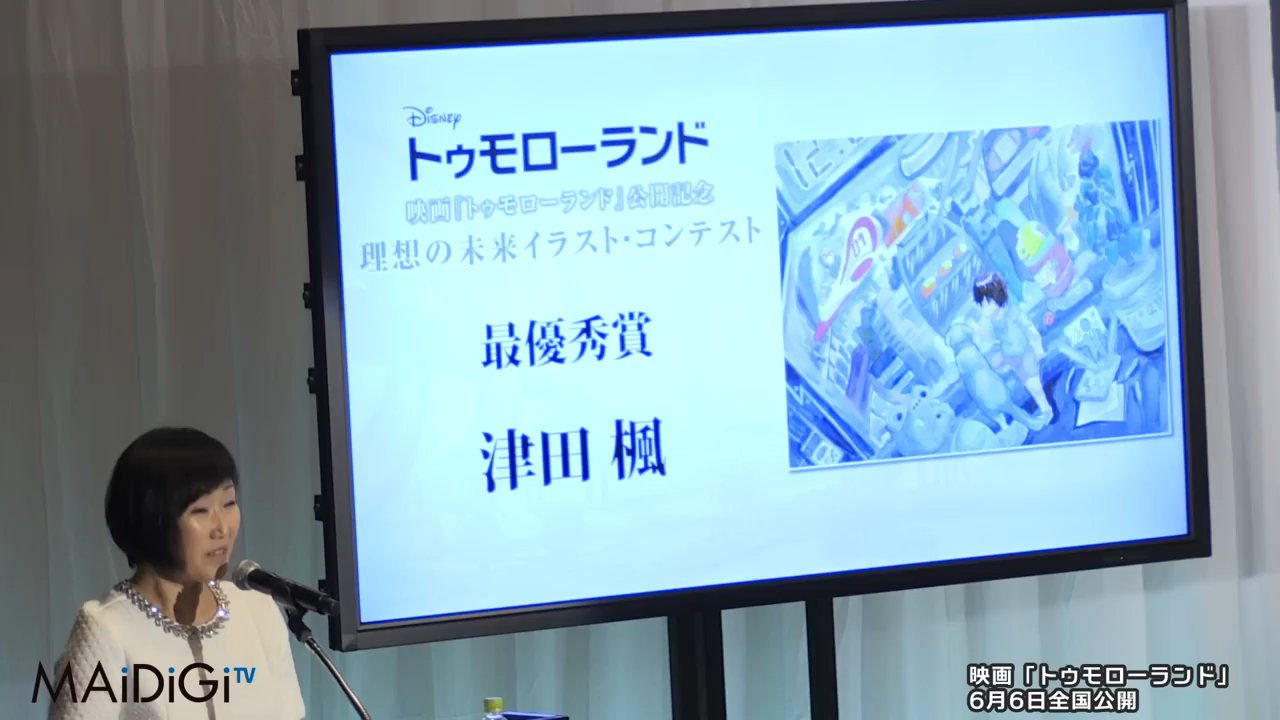 DISNEY
トゥモローランド
映画『トゥモローランド』公開記念
理想の未来イラスト・コンテスト
最優秀賞
津田 楓
MAiDiGiTV
映画「トゥモローランド」
6月6日全国公開